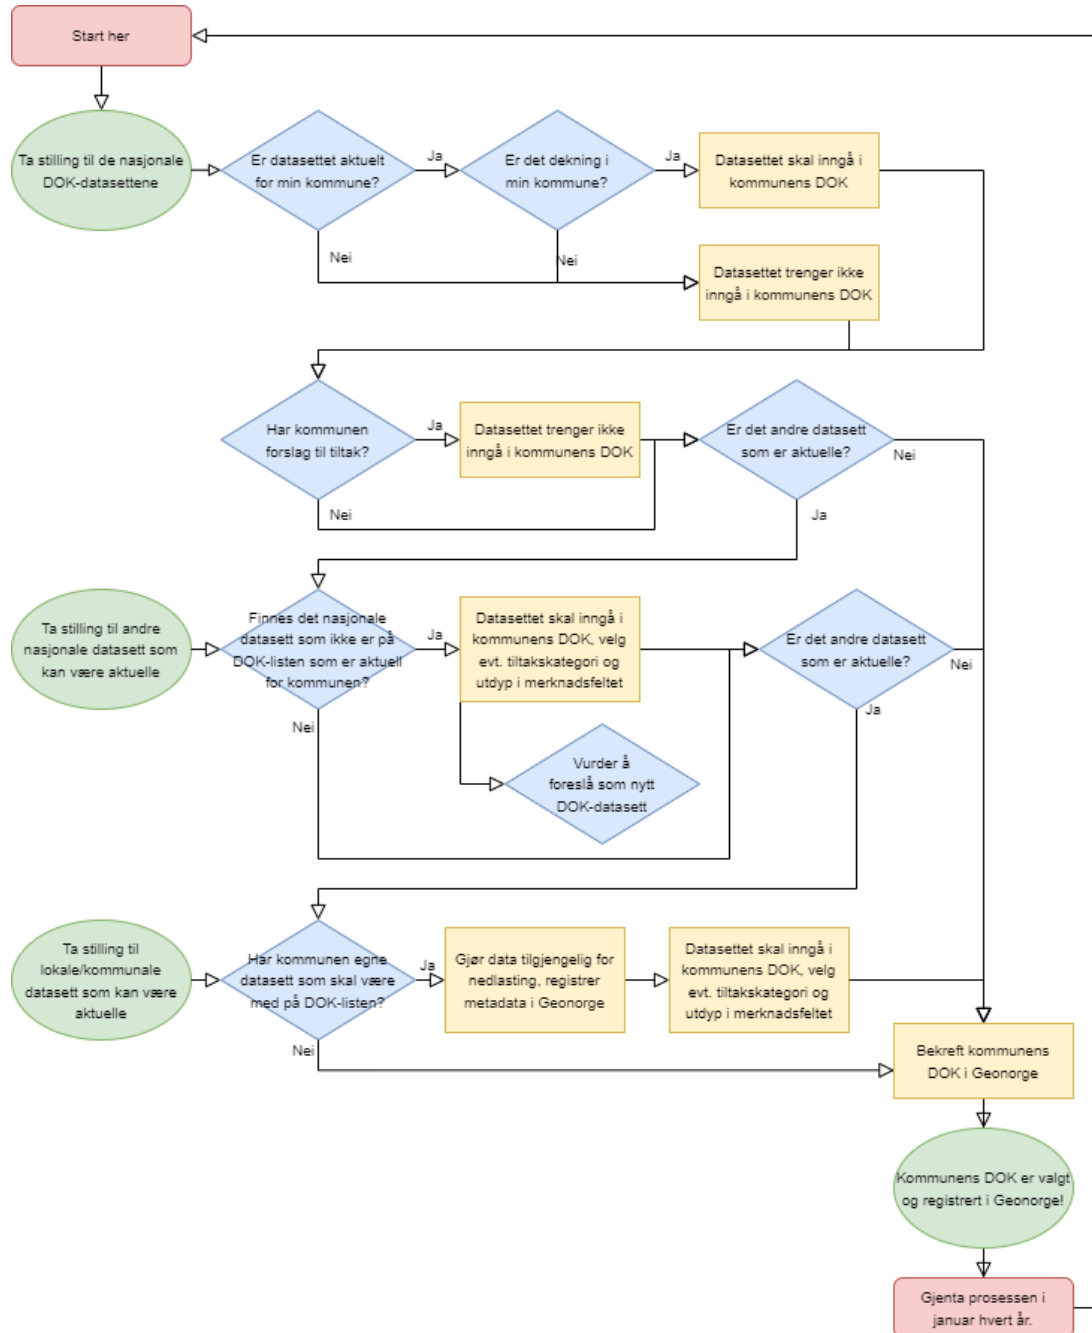 Start her
Ta stilling til de nasjonale
DOK-datasettene
Er datasettet aktuelt
for min kommune?
Ja
Er det dekning i
min kommune?
Ja
Datasettet skal inngå i
kommunens DOK
Nei
Nei
Datasettet trenger ikke
inngå i kommunens DOK
Har kommunen
forslag til tiltak?
Ja
Datasettet trenger ikke
inngå i kommunens DOK
Er det andre datasett
som er aktuelle?
Nei
Nei
Ja
Ta stilling til andre
nasjonale datasett som
kan være aktuelle
Finnes det nasjonale
datasett som ikke er på
DOK-listen som er aktuell
for kommunen?
Ja
Datasettet skal inngå i
kommunens DOK, velg
evt. tiltakskategori og
utdyp i merknadsfeltet
Er det andre datasett
som er aktuelle?
Nei
Ja
Nei
Vurder å
foreslå som nytt
DOK-datasett
Ta stilling til
lokale/kommunale
datasett som kan være
aktuelle
Har kommunen egne
datasett som skal være
med på DOK-listen?
Ja
Gjør data tilgjengelig for
nedlasting, registrer
metadata i Geonorge
Datasettet skal inngå i
kommunens DOK, velg
evt. tiltakskategori og
utdyp i merknadsfeltet
Nei
Bekreft kommunens
DOK i Geonorge
Kommunens DOK er valgt
og registrert i Geonorge!
Gjenta prosessen i
januar hvert år.